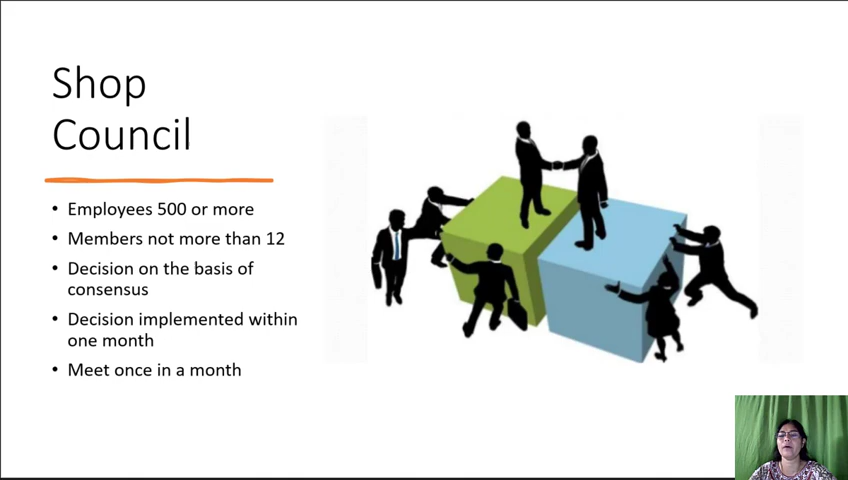 Shop
Council
• Employees 500 or more
• Members not more than 12
• Decision on the basis of
consensus
• Decision implemented within
one month
• Meet once in a month